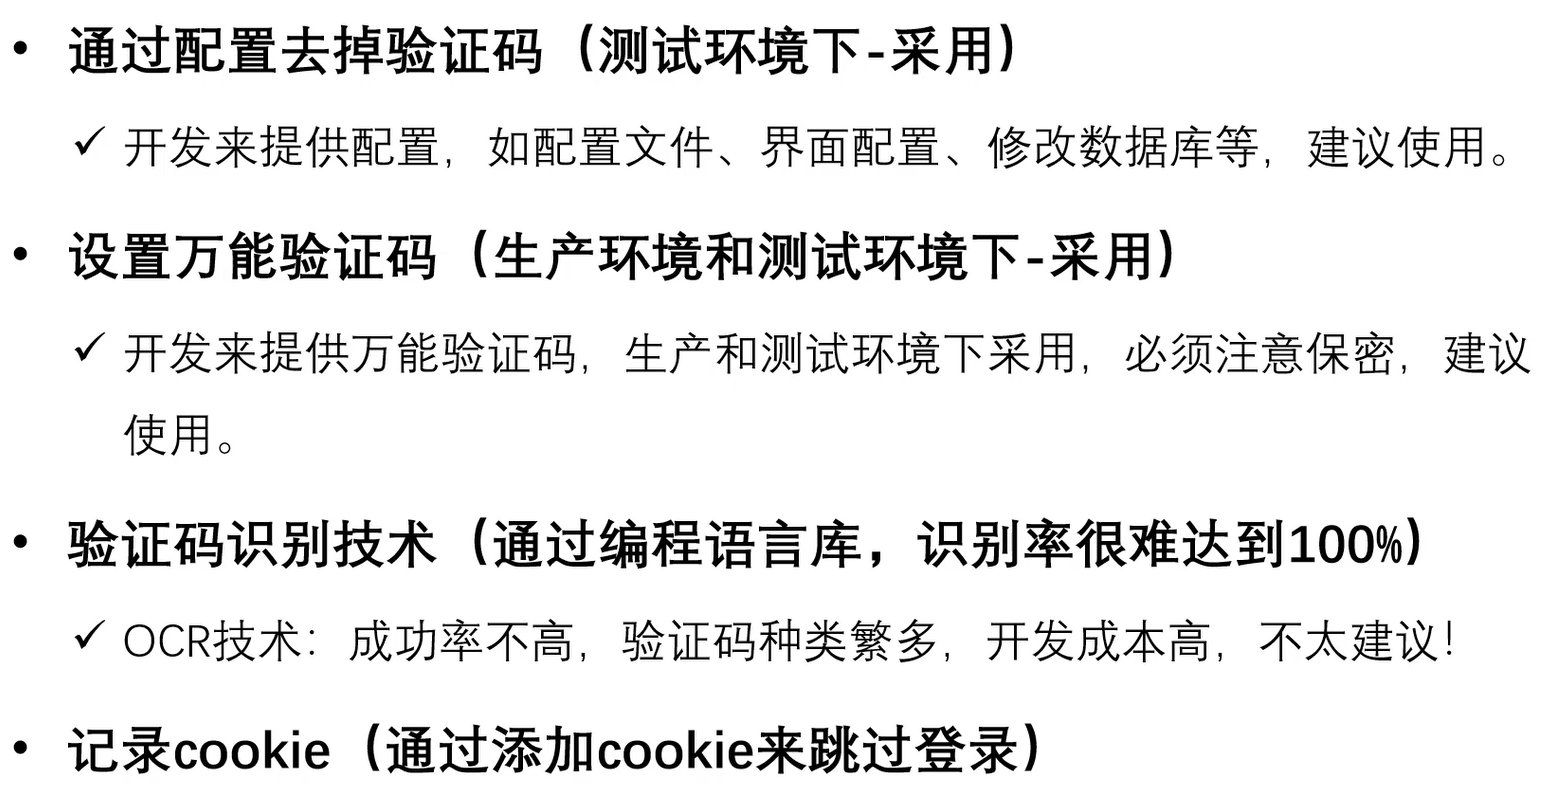 • 通过配置去掉验证码（测试环境下-采用）
✓ 开发来提供配置，如配置文件、界面配置、修改数据库等，建议使用。
• 设置万能验证码（生产环境和测试环境下-采用）
✓ 开发来提供万能验证码，生产和测试环境下采用，必须注意保密，建议
使用。
• 验证码识别技术（通过编程语言库，识别率很难达到100%）
✓ OCR技术：成功率不高，验证码种类繁多，开发成本高，不太建议！
• 记录cookie（通过添加cookie来跳过登录）